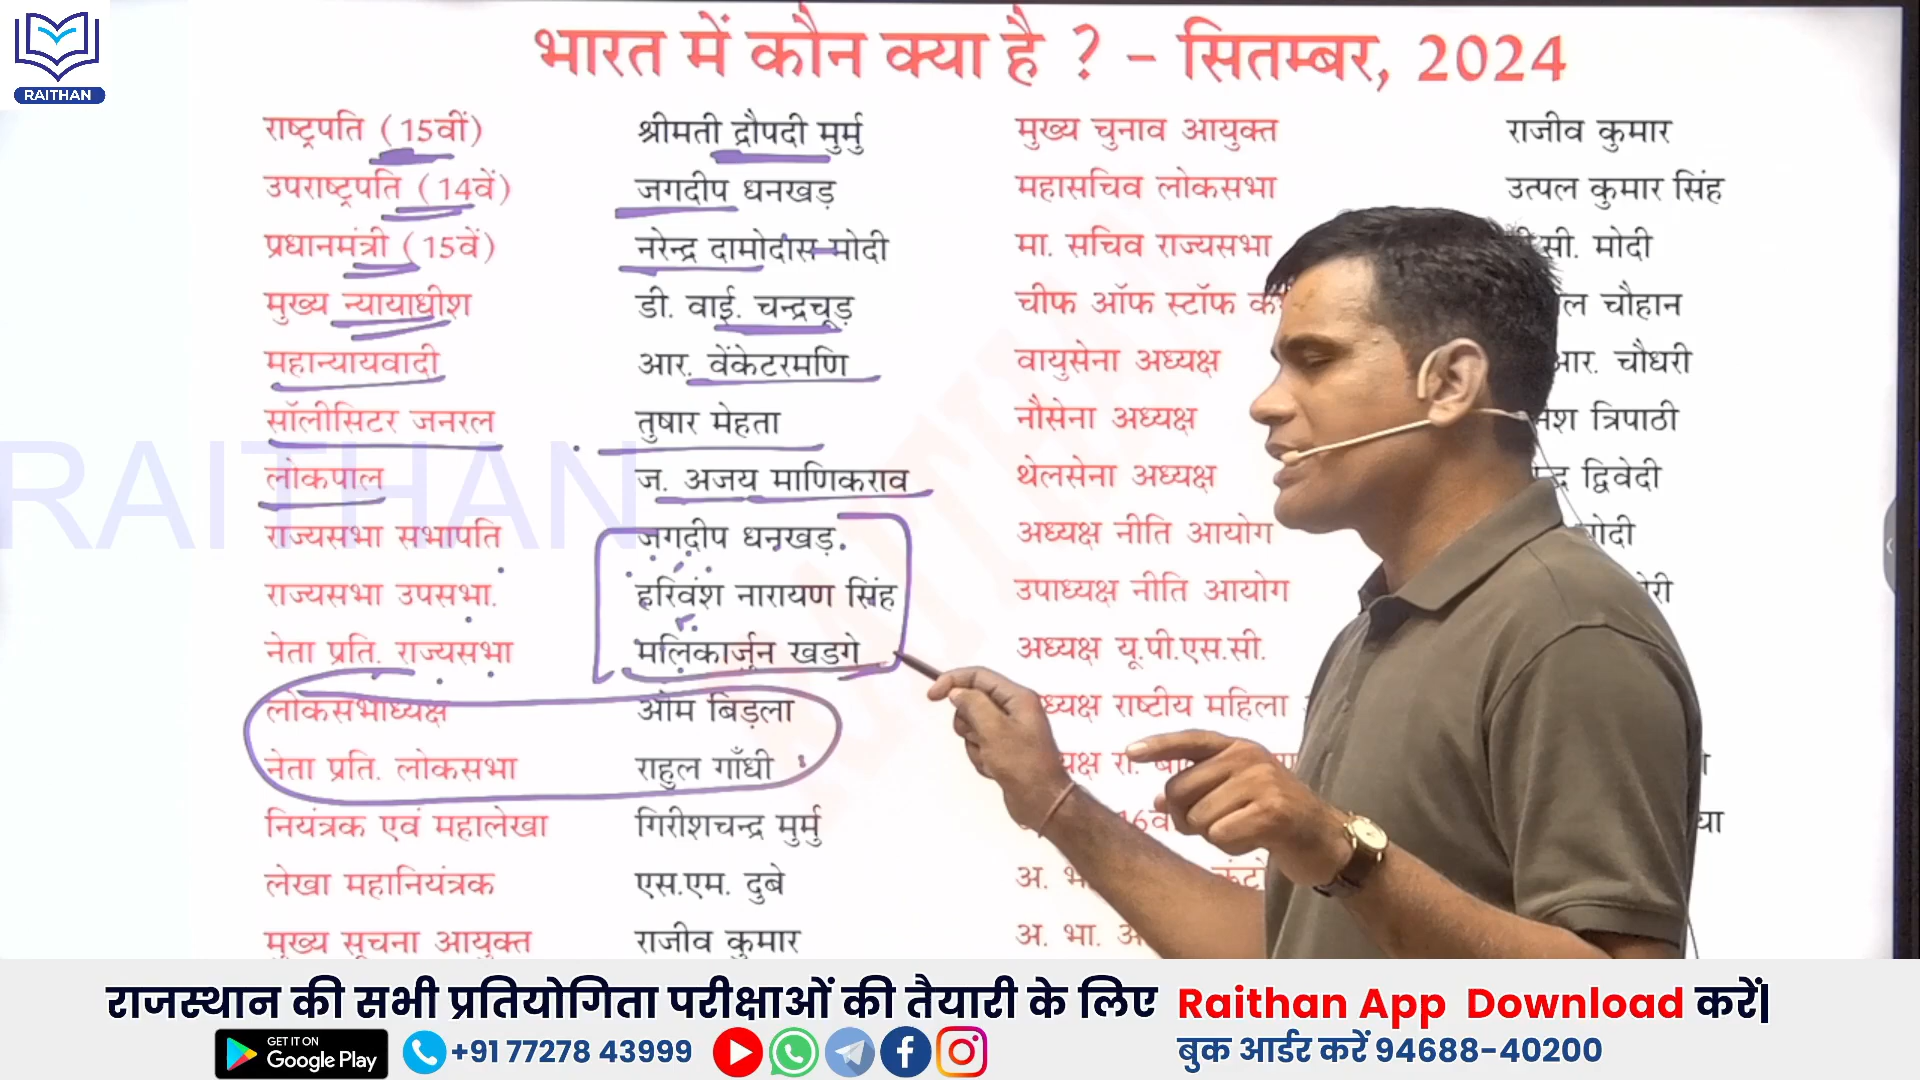 RAITHAN
भारत में कौन क्या है ? - सितम्बर, 2024
राष्ट्रपति (15वीं) श्रीमती द्रौपदी मुर्मु
उपराष्ट्रपति (14वें) जगदीप धनखड़
प्रधानमंत्री (15वें) नरेन्द्र दामोदास मोदी
मुख्य न्यायाधीश डी. वाई. चन्द्रचूड़
महान्यायवादी आर. वेंकेटरमणि
सॉलीसिटर जनरल तुषार मेहता
लोकपाल ज. अजय माणिकराव
राज्यसभा सभापति जगदीप धनखड़
राज्यसभा उपसभा. हरिवंश नारायण सिंह
नेता प्रति. राज्यसभा मलिकार्जुन खडगे
लोकसभाध्यक्ष ओम बिड़ला
नेता प्रति. लोकसभा राहुल गाँधी
नियंत्रक एवं महालेखा गिरीशचन्द्र मुर्मु
लेखा महानियंत्रक एस.एम. दुबे
मुख्य सूचना आयुक्त राजीव कुमार
मुख्य चुनाव आयुक्त राजीव कुमार
महासचिव लोकसभा उत्पल कुमार सिंह
मा. सचिव राज्यसभा सी. मोदी
चीफ ऑफ स्टॉफ चौहान
वायुसेना अध्यक्ष आर. चौधरी
नौसेना अध्यक्ष त्रिपाठी
थेलसेना अध्यक्ष द्विवेदी
अध्यक्ष नीति आयोग
उपाध्यक्ष नीति आयोग
अध्यक्ष यू.पी.एस.सी.
राष्टीय महिला
अ.
अ. भा.
RAITHAN
राजस्थान की सभी प्रतियोगिता परीक्षाओं की तैयारी के लिए Raithan App Download करें|
GET IT ON
Google Play
+91 77278 43999
बुक आर्डर करें 94688-40200